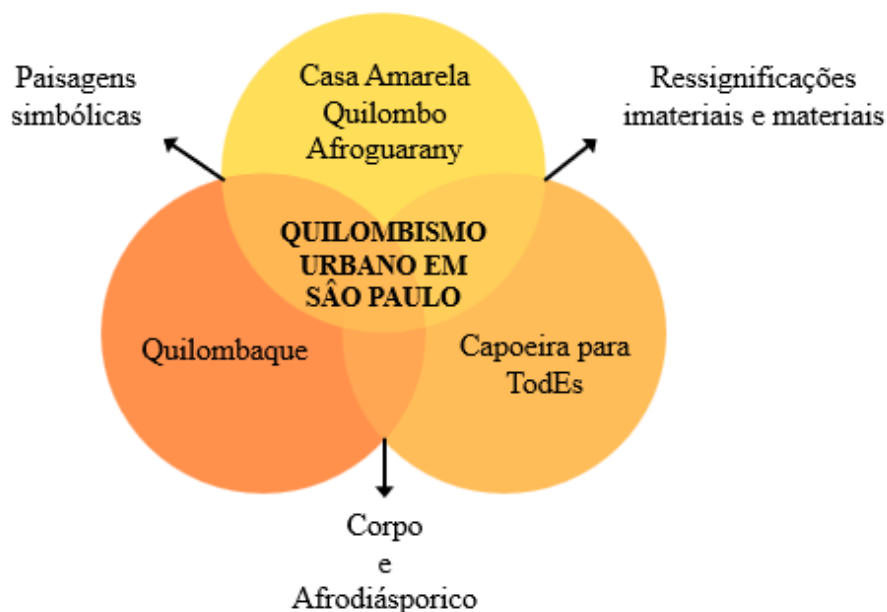 Paisagens
simbólicas
Casa Amarela
Quilombo
Afroguarany
Ressignificações
imateriais e materiais
QUILOMBISMO
URBANO EM
SÂO PAULO
Quilombaque
Capoeira para
TodEs
Corpo
e
Afrodiásporico